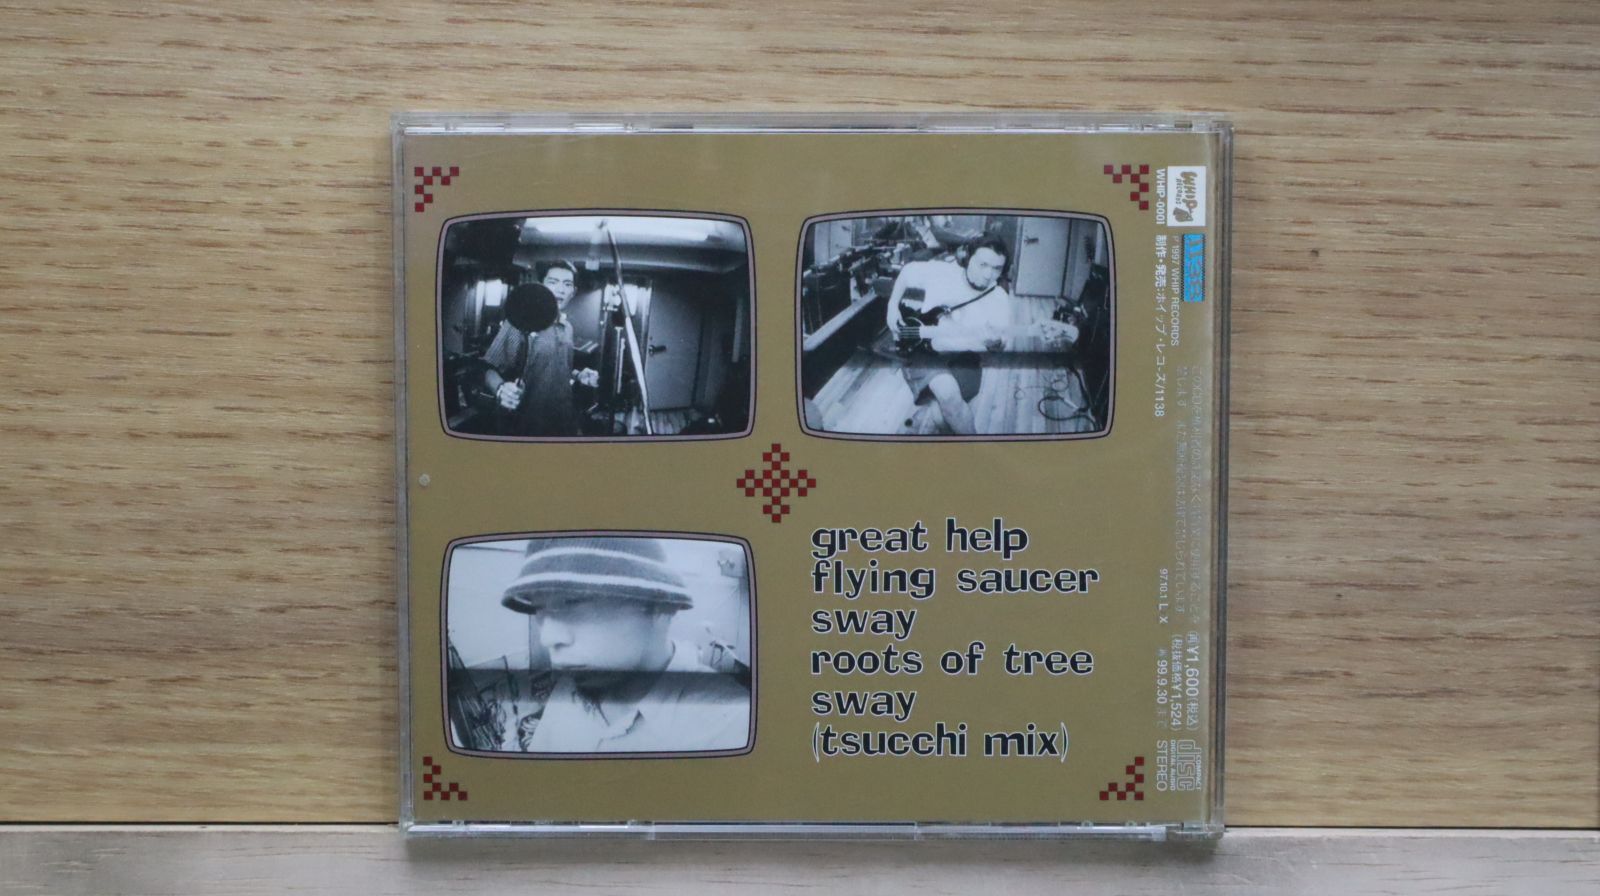 great help
flying saucer
sway
roots of tree
sway
(tsucchi mix)
WHIP
RECORDS
WHIP-0001
℗ 1997 WHIP RECORDS
制作・発売:ホイップ・レコーズ/1138
97.10.1 L X
再 ¥1,600(税込)
(税抜価格¥1,524)
99.9.30まで
COMPACT
disc
DIGITAL AUDIO
STEREO